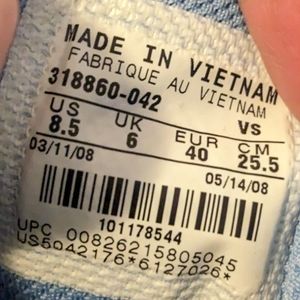 MADE IN VIETNAM
FABRIQUE AU VIETNAM
318860-042 VS
US UK EUR CM
8.5 6 40 25.5
03/11/08 05/14/08
101178544
UPC 00826215805045
US5042176*6127026*